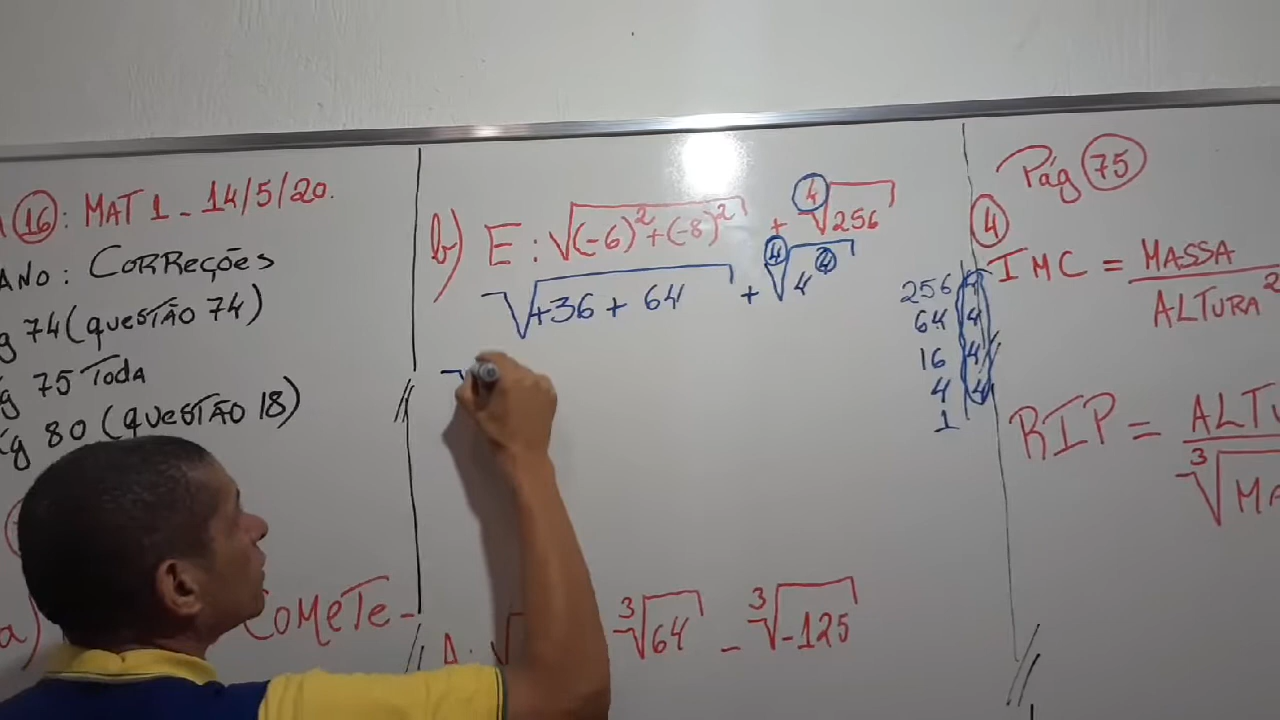 16: MAT 1 - 14/5/20.
ANO: CORReções
g 74 (questão 74)
g 75 Toda
g 80 (questão 18)
a) COMeTe-
b) E: √(-6)²+(-8)² + ⁴√256
√+36 + 64 + ⁴√4⁴
256 4
64 4
16 4
4 4
1
A: √ ³√64 - ³√-125
Pág 75
4
IMC = MASSA
ALTURA²
RIP = ALTU
³√MA